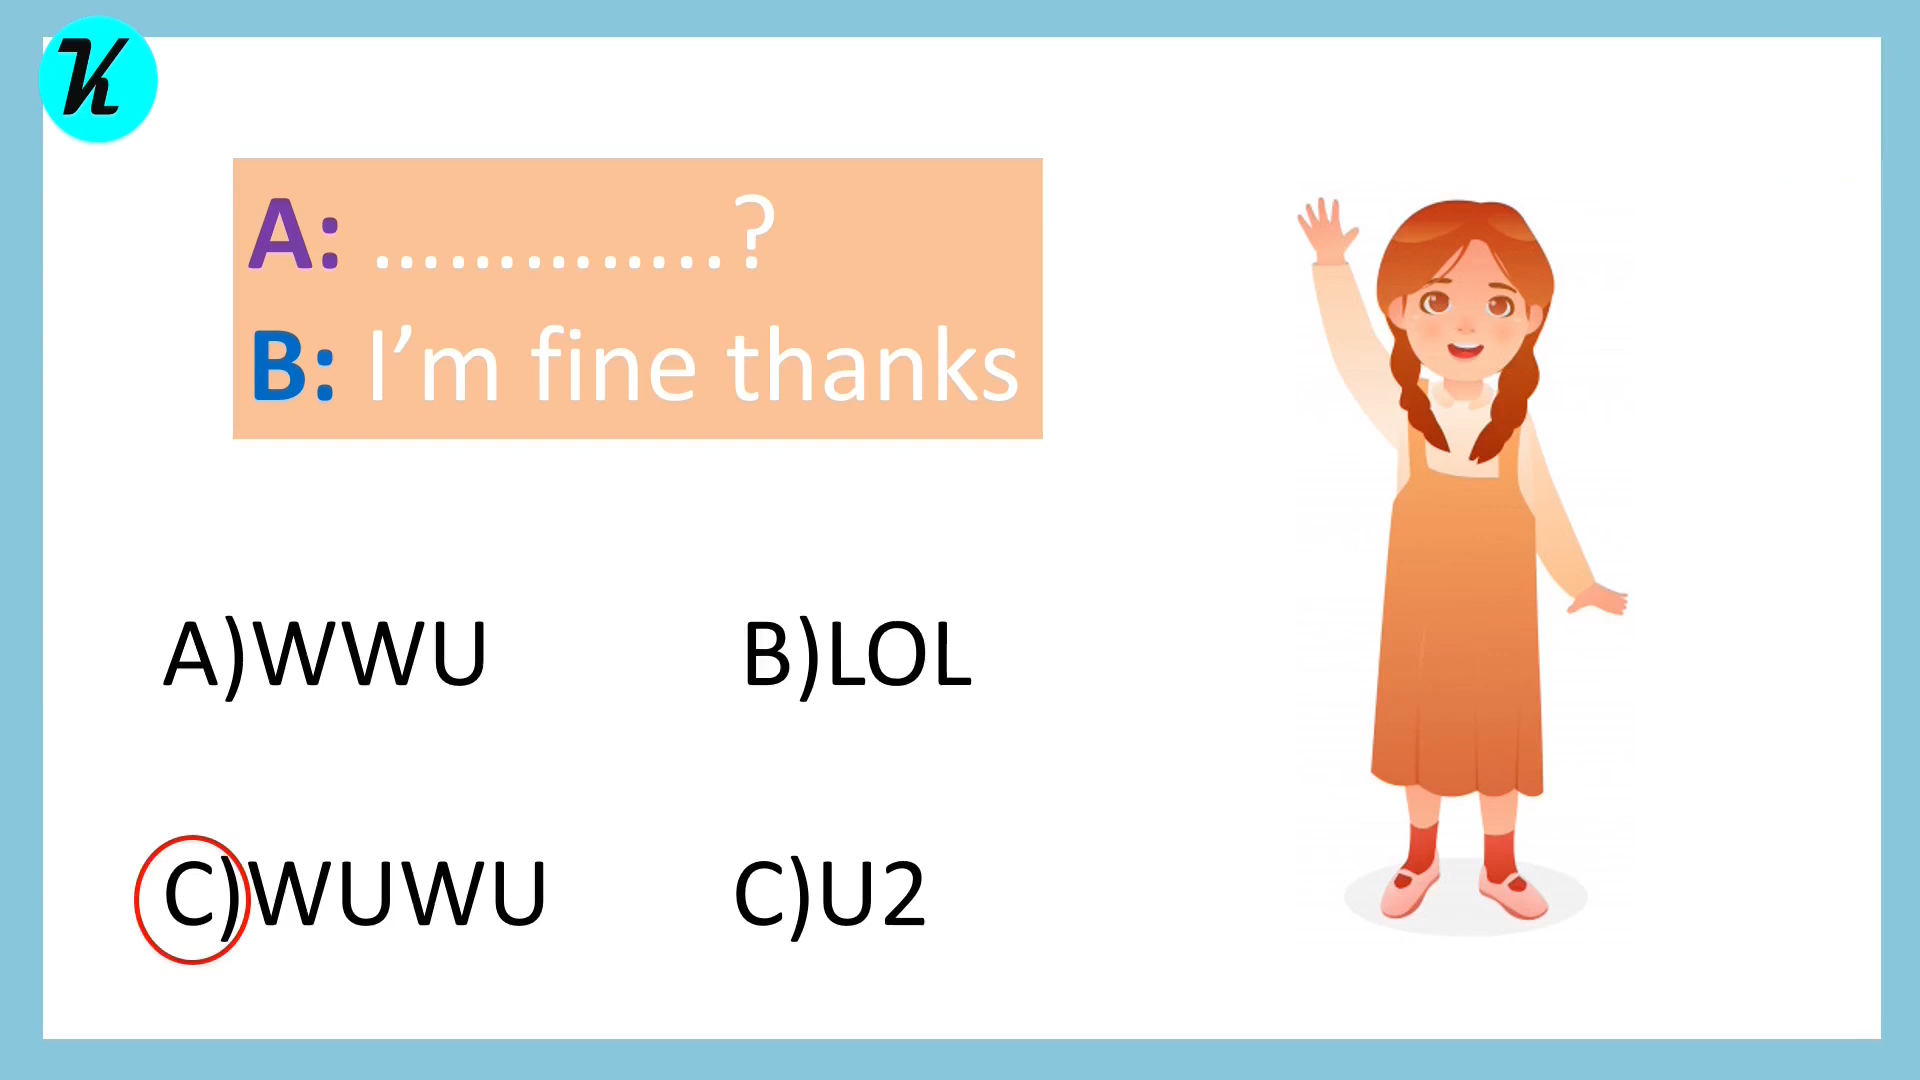 K
A: ..............?
B: I’m fine thanks
A)WWU B)LOL
C)WUWU C)U2